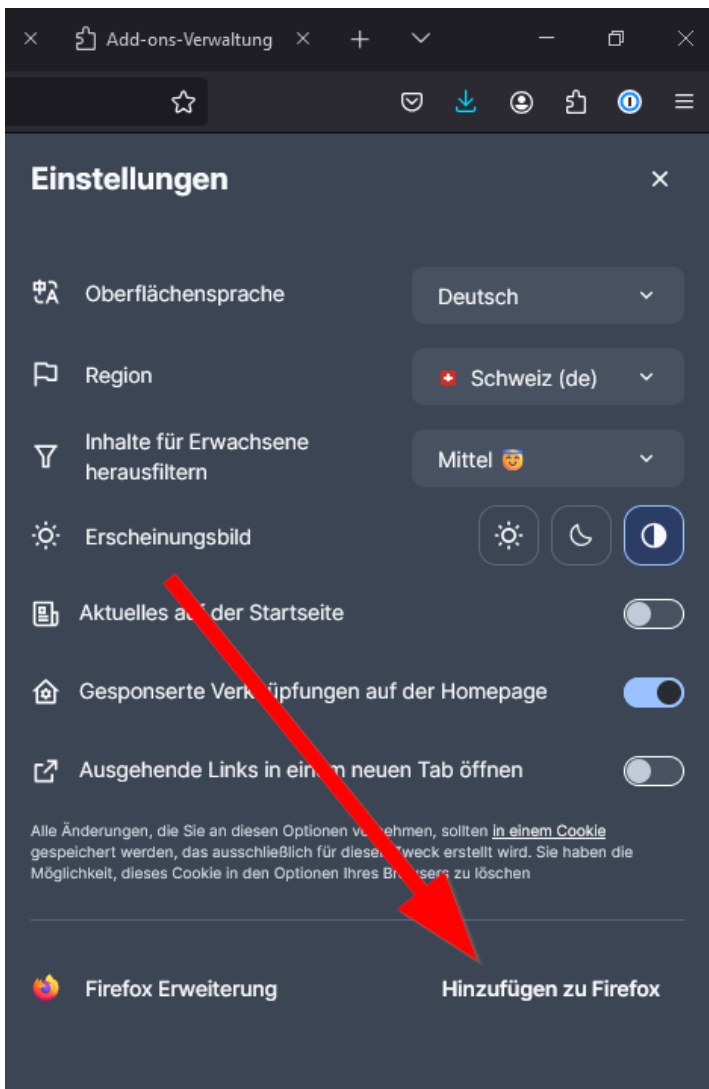 Add-ons-Verwaltung
Einstellungen
Oberflächensprache
Deutsch
Region
Schweiz (de)
Inhalte für Erwachsene
herausfiltern
Mittel
Erscheinungsbild
Aktuelles auf der Startseite
Gesponserte Verknüpfungen auf der Homepage
Ausgehende Links in einem neuen Tab öffnen
Alle Änderungen, die Sie an diesen Optionen vornehmen, sollten in einem Cookie
gespeichert werden, das ausschließlich für diesen Zweck erstellt wird. Sie haben die
Möglichkeit, dieses Cookie in den Optionen Ihres Browsers zu löschen
Firefox Erweiterung
Hinzufügen zu Firefox